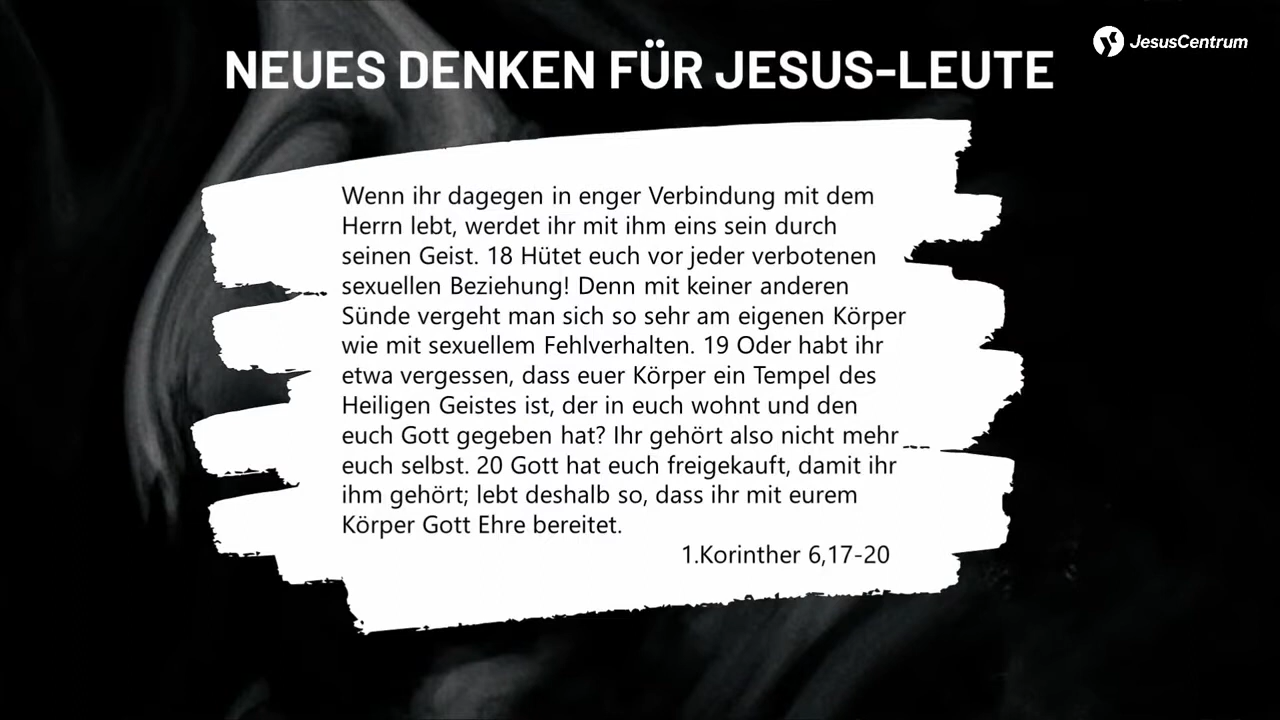 JesusCentrum
NEUES DENKEN FÜR JESUS-LEUTE
Wenn ihr dagegen in enger Verbindung mit dem
Herrn lebt, werdet ihr mit ihm eins sein durch
seinen Geist. 18 Hütet euch vor jeder verbotenen
sexuellen Beziehung! Denn mit keiner anderen
Sünde vergeht man sich so sehr am eigenen Körper
wie mit sexuellem Fehlverhalten. 19 Oder habt ihr
etwa vergessen, dass euer Körper ein Tempel des
Heiligen Geistes ist, der in euch wohnt und den
euch Gott gegeben hat? Ihr gehört also nicht mehr
euch selbst. 20 Gott hat euch freigekauft, damit ihr
ihm gehört; lebt deshalb so, dass ihr mit eurem
Körper Gott Ehre bereitet.
1.Korinther 6,17-20